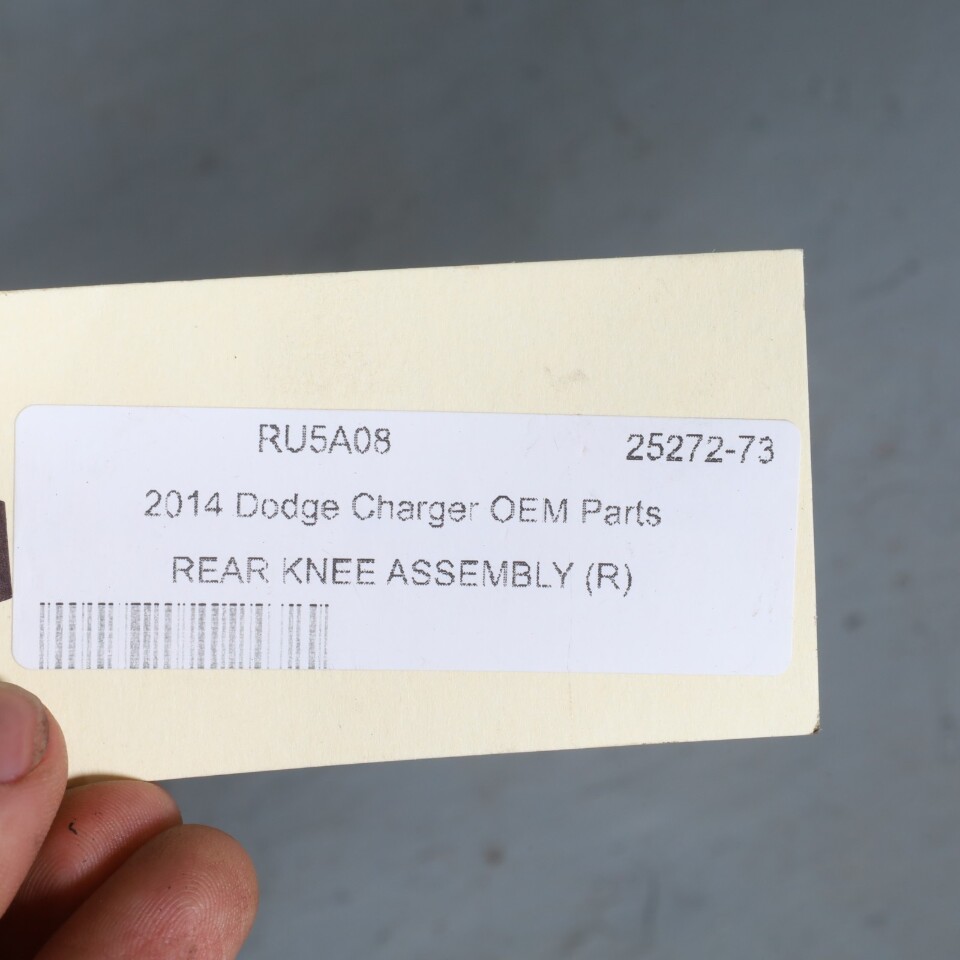 RU5A08 25272-73
2014 Dodge Charger OEM Parts
REAR KNEE ASSEMBLY (R)